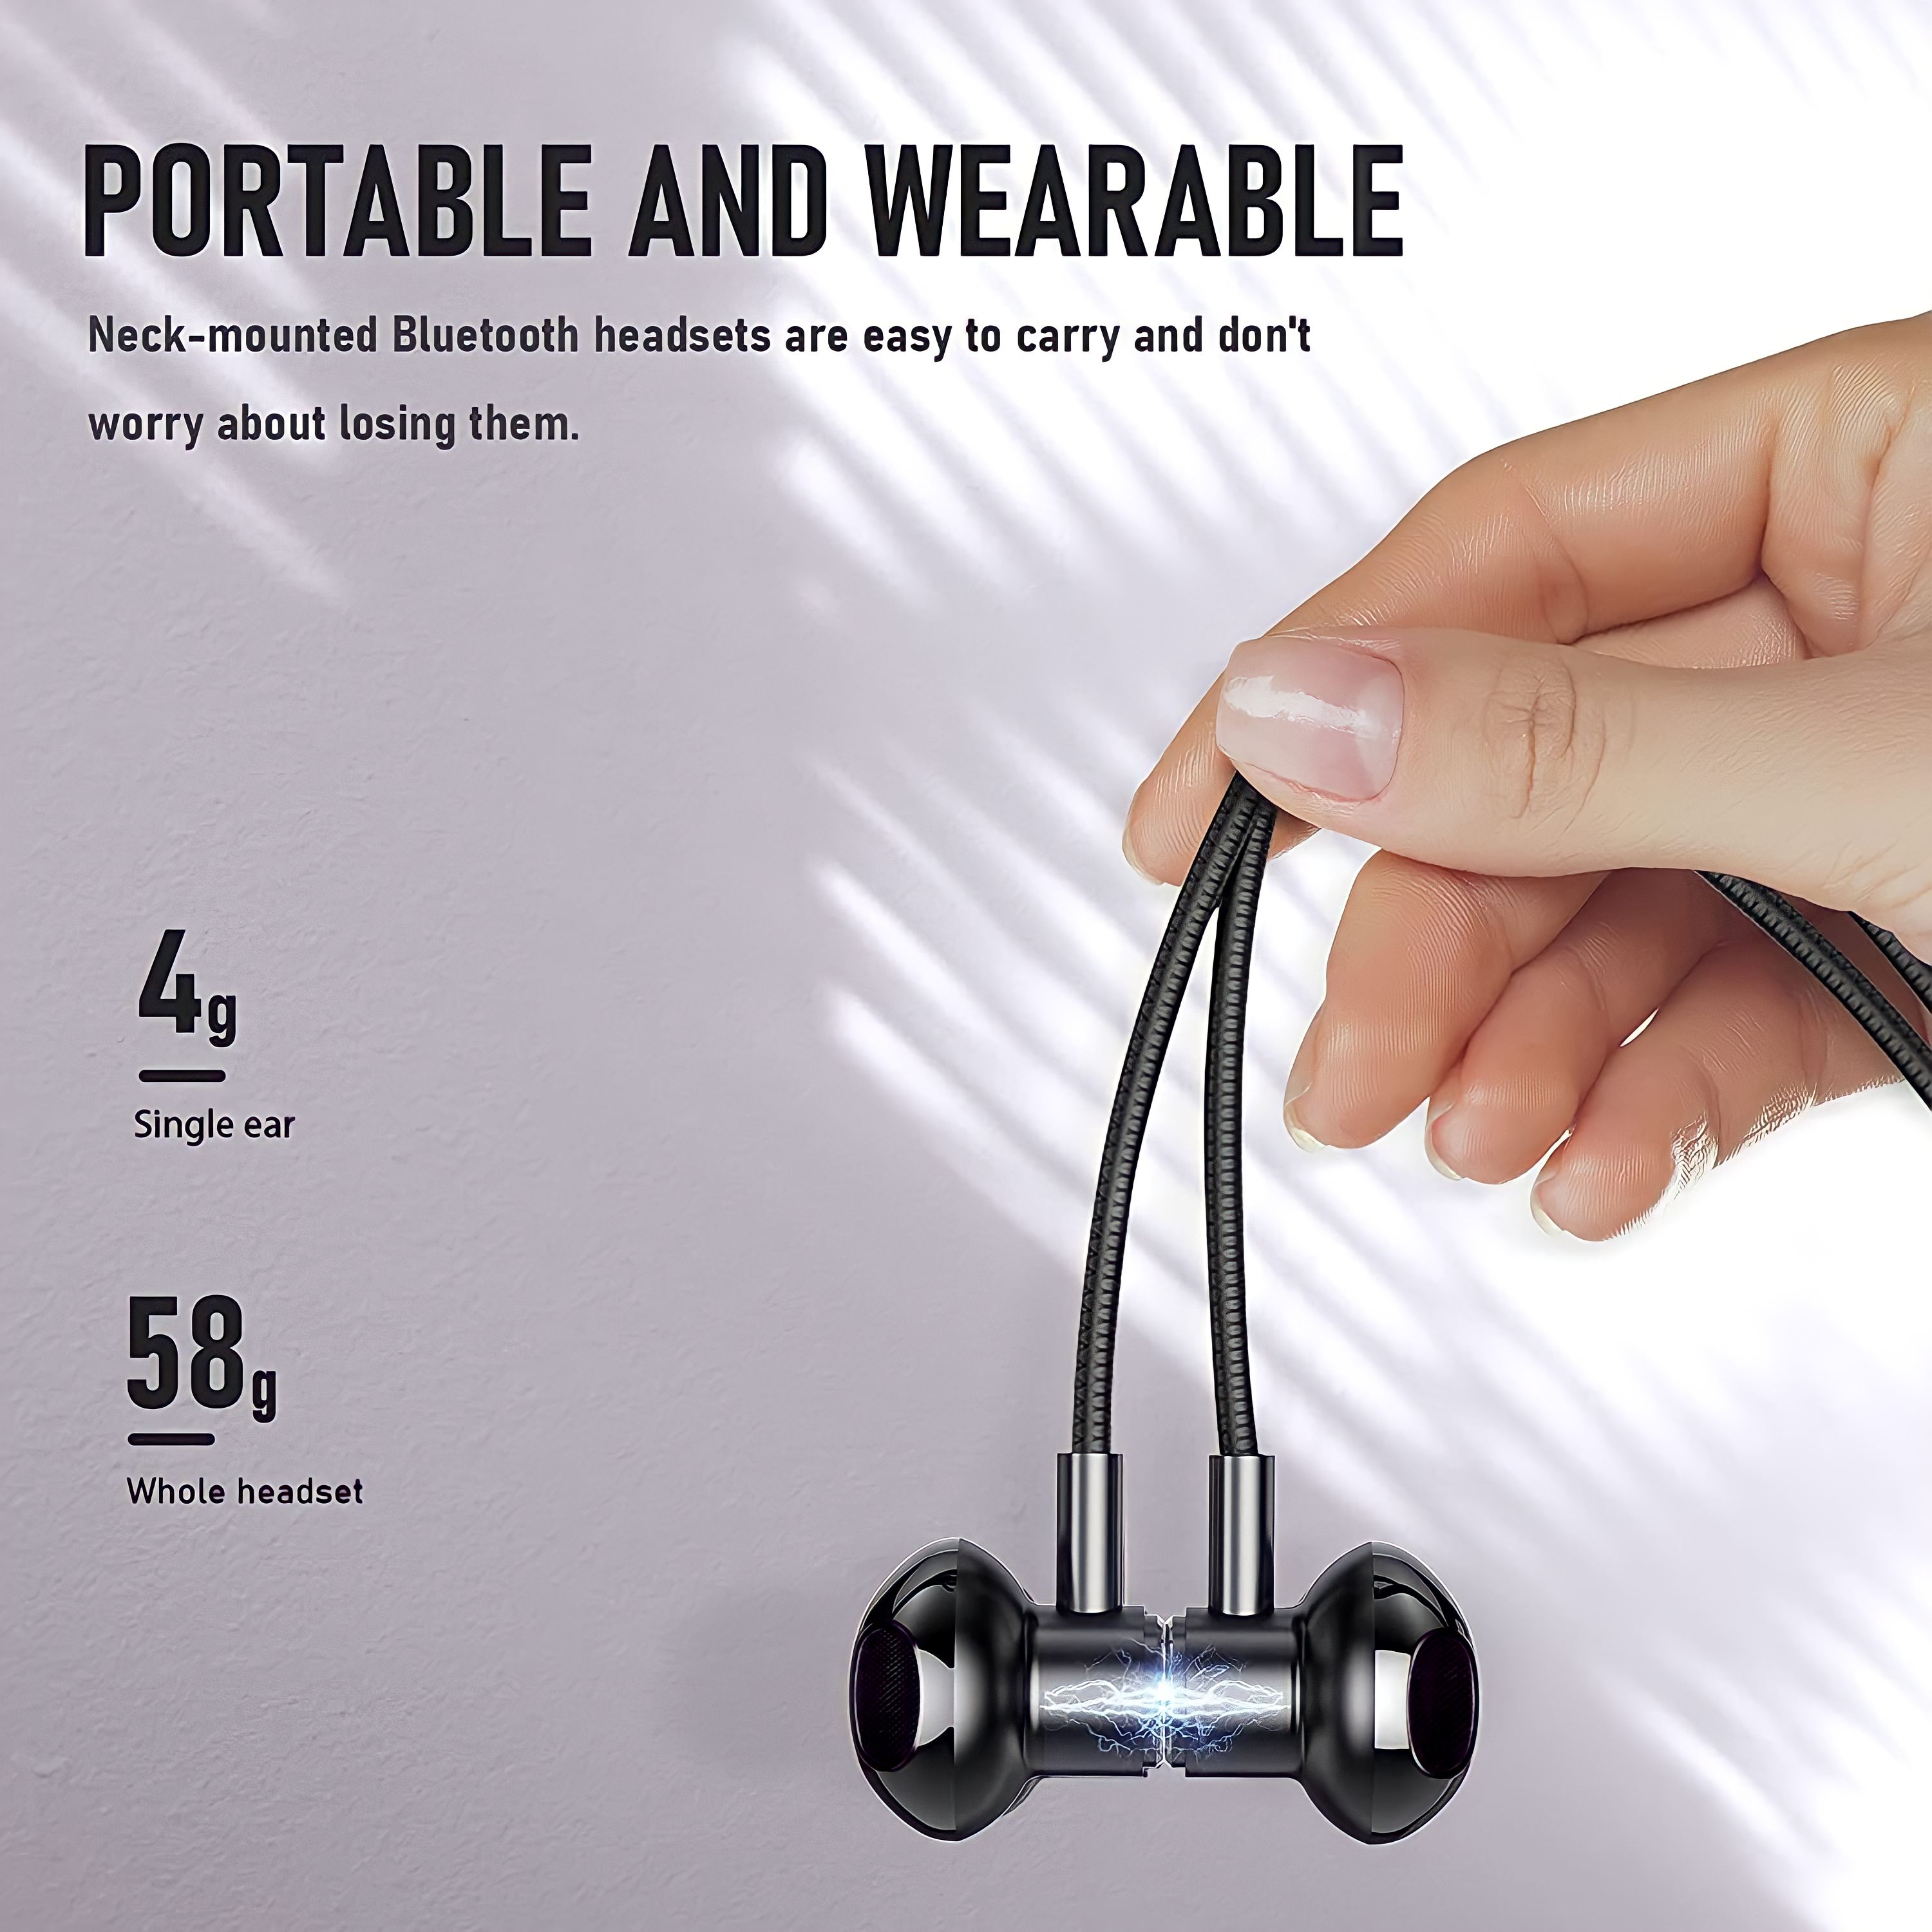 PORTABLE AND WEARABLE
Neck-mounted Bluetooth headsets are easy to carry and don't
worry about losing them.
4g
Single ear
58g
Whole headset